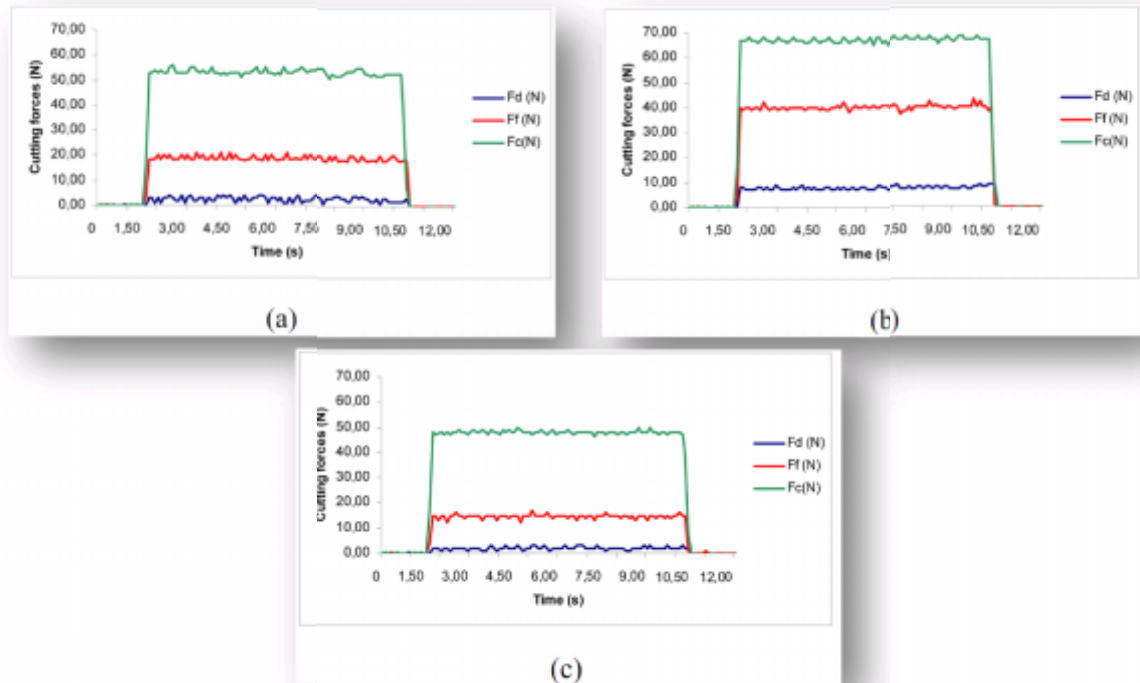 70,00
60,00
50,00
40,00
30,00
20,00
10,00
0,00
Cutting forces (N)
0 1,50 3,00 4,50 6,00 7,50 9,00 10,50 12,00
Time (s)
Fd (N)
Ff (N)
Fc(N)
(a)
70,00
60,00
50,00
40,00
30,00
20,00
10,00
0,00
Cutting forces (N)
0 1,50 3,00 4,50 6,00 7,50 9,00 10,50 12,00
Time (s)
Fd (N)
Ff (N)
Fc(N)
(b)
70,00
60,00
50,00
40,00
30,00
20,00
10,00
0,00
Cutting forces (N)
0 1,50 3,00 4,50 6,00 7,50 9,00 10,50 12,00
Time (s)
Fd (N)
Ff (N)
Fc(N)
(c)